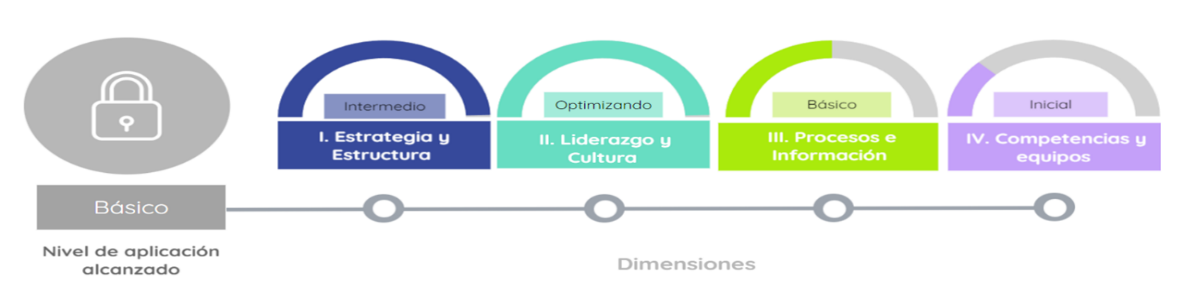 Básico
Nivel de aplicación
alcanzado
Intermedio
I. Estrategia y
Estructura
Optimizando
II. Liderazgo y
Cultura
Básico
III. Procesos e
Información
Inicial
IV. Competencias y
equipos
Dimensiones